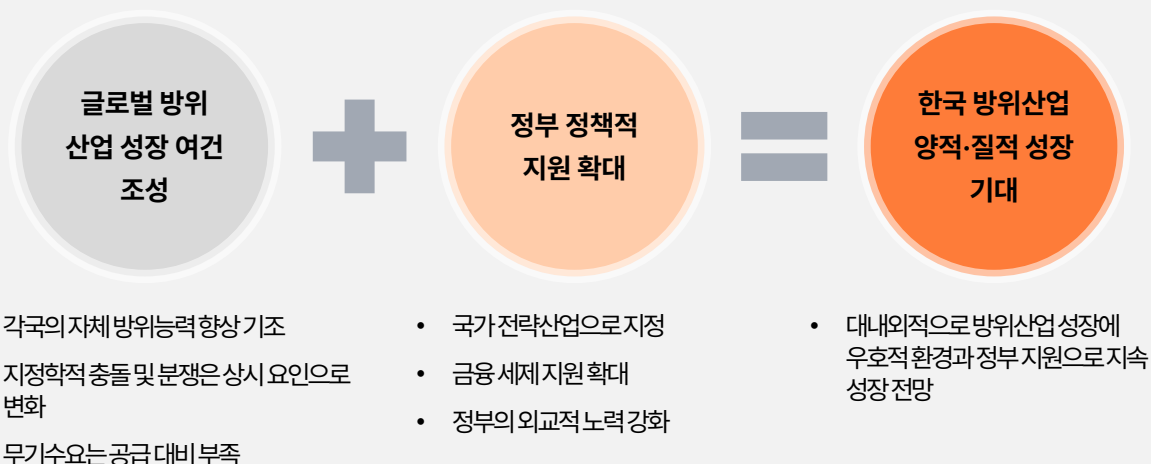 글로벌 방위
산업 성장 여건
조성
정부 정책적
지원 확대
한국 방위산업
양적·질적 성장
기대
각국의 자체 방위능력 향상 기조
지정학적 충돌 및 분쟁은 상시 요인으로
변화
무기수요는 공급 대비 부족
• 국가 전략산업으로 지정
• 금융 세제 지원 확대
• 정부의 외교적 노력 강화
• 대내외적으로 방위산업 성장에
우호적 환경과 정부 지원으로 지속
성장 전망